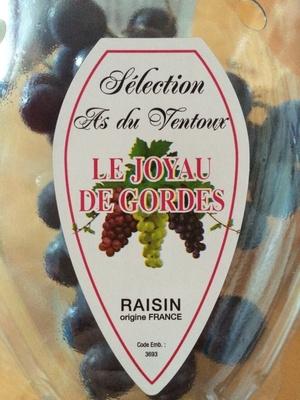 Sélection
As du Ventoux
LE JOYAU
DE GORDES
RAISIN
origine FRANCE
Code Emb. :
3693